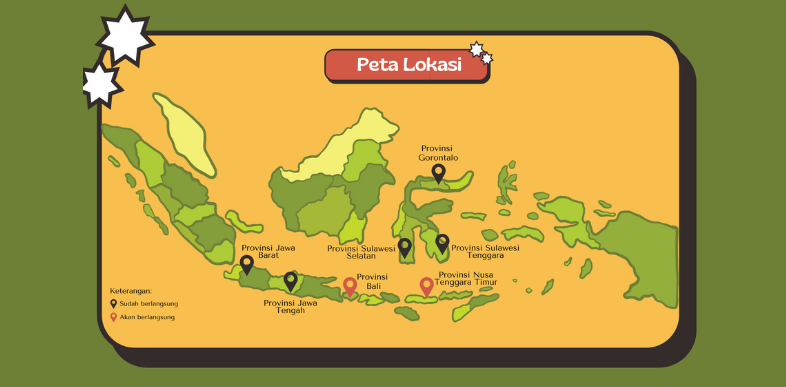 Peta Lokasi
Provinsi
Gorontalo
Provinsi Jawa
Barat
Provinsi Sulawesi
Selatan
Provinsi Sulawesi
Tenggara
Provinsi
Bali
Provinsi Nusa
Tenggara Timur
Provinsi Jawa
Tengah
Keterangan:
Sudah berlangsung
Akan berlangsung